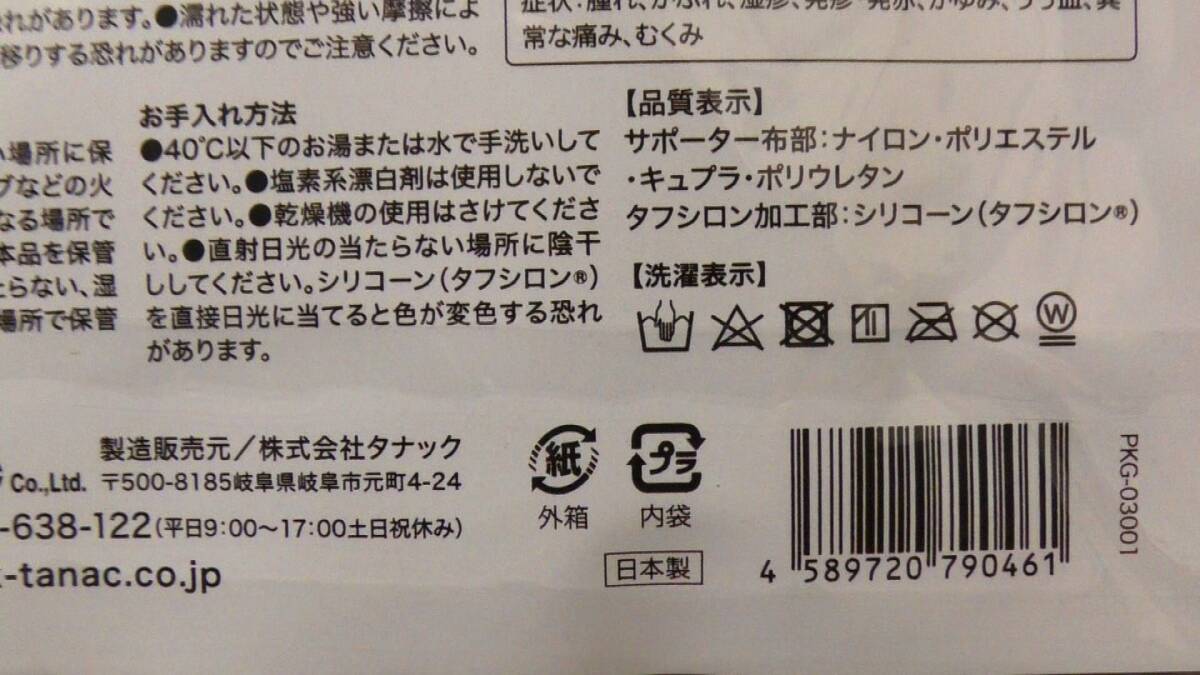 れがあります。●濡れた状態や強い摩擦によ
移りする恐れがありますのでご注意ください。
常な痛み、むくみ
い場所に保
などの火
なる場所で
本品を保管
らない、湿
場所で保管
お手入れ方法
●40℃以下のお湯または水で手洗いして
ください。●塩素系漂白剤は使用しないで
ください。●乾燥機の使用はさけてくださ
い。●直射日光の当たらない場所に陰干
ししてください。シリコーン(タフシロン®)
を直接日光に当てると色が変色する恐れ
があります。
【品質表示】
サポーター布部：ナイロン・ポリエステル
・キュプラ・ポリウレタン
タフシロン加工部：シリコーン(タフシロン®)
【洗濯表示】
W
製造販売元／株式会社タナック
Co.,Ltd. 〒500-8185岐阜県岐阜市元町4-24
-638-122(平日9:00～17:00土日祝休み)
-tanac.co.jp
紙
外箱
プラ
内袋
日本製
4 589720 790461
PKG-03001